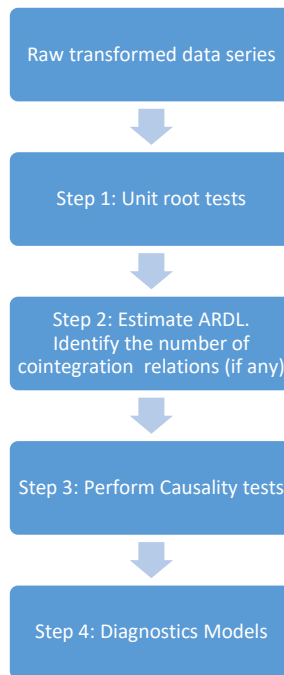 Raw transformed data series
Step 1: Unit root tests
Step 2: Estimate ARDL.
Identify the number of
cointegration relations (if any)
Step 3: Perform Causality tests
Step 4: Diagnostics Models